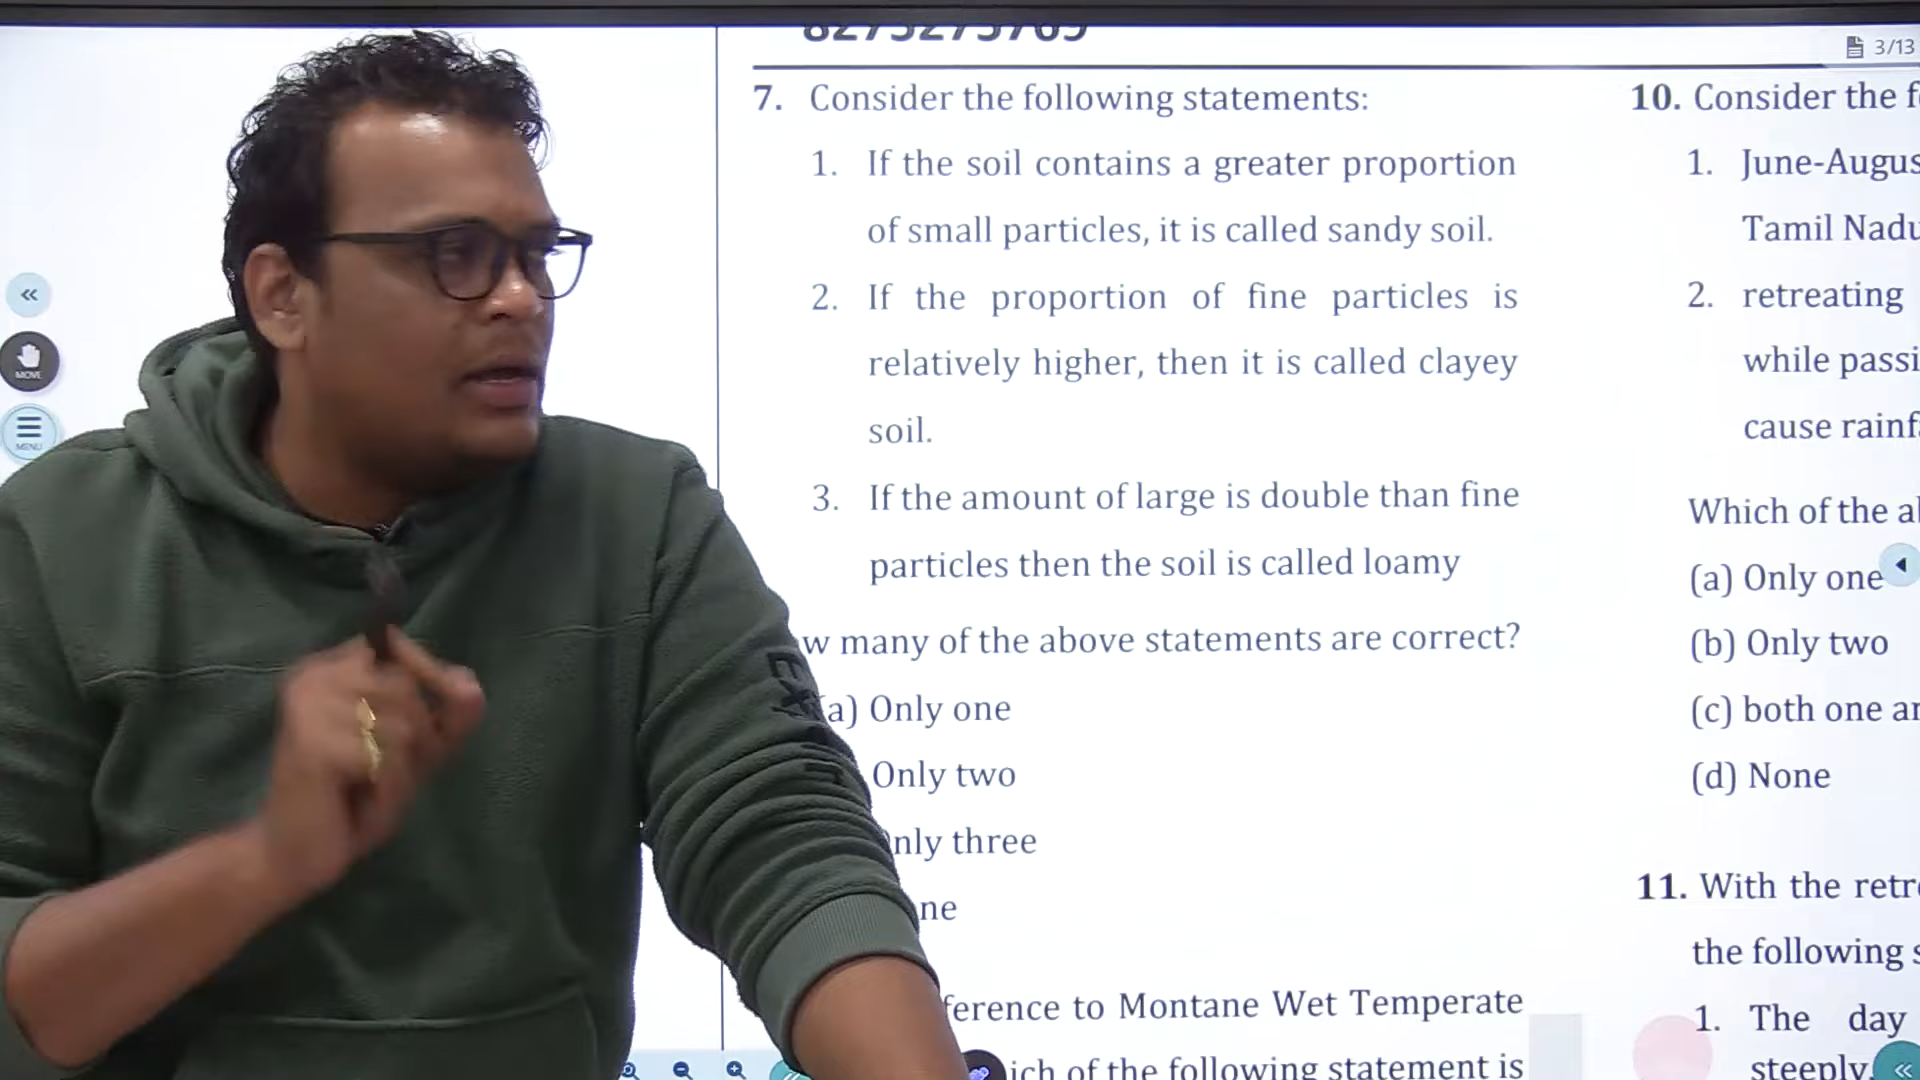 3/13
7. Consider the following statements:
1. If the soil contains a greater proportion
of small particles, it is called sandy soil.
2. If the proportion of fine particles is
relatively higher, then it is called clayey
soil.
3. If the amount of large is double than fine
particles then the soil is called loamy
w many of the above statements are correct?
a) Only one
Only two
nly three
ne
ference to Montane Wet Temperate
ich of the following statement is
10. Consider the f
1. June-Augus
Tamil Nadu
2. retreating
while passi
cause rainf
Which of the a
(a) Only one
(b) Only two
(c) both one a
(d) None
11. With the retr
the following s
1. The day
steeply
MOVE
MENU